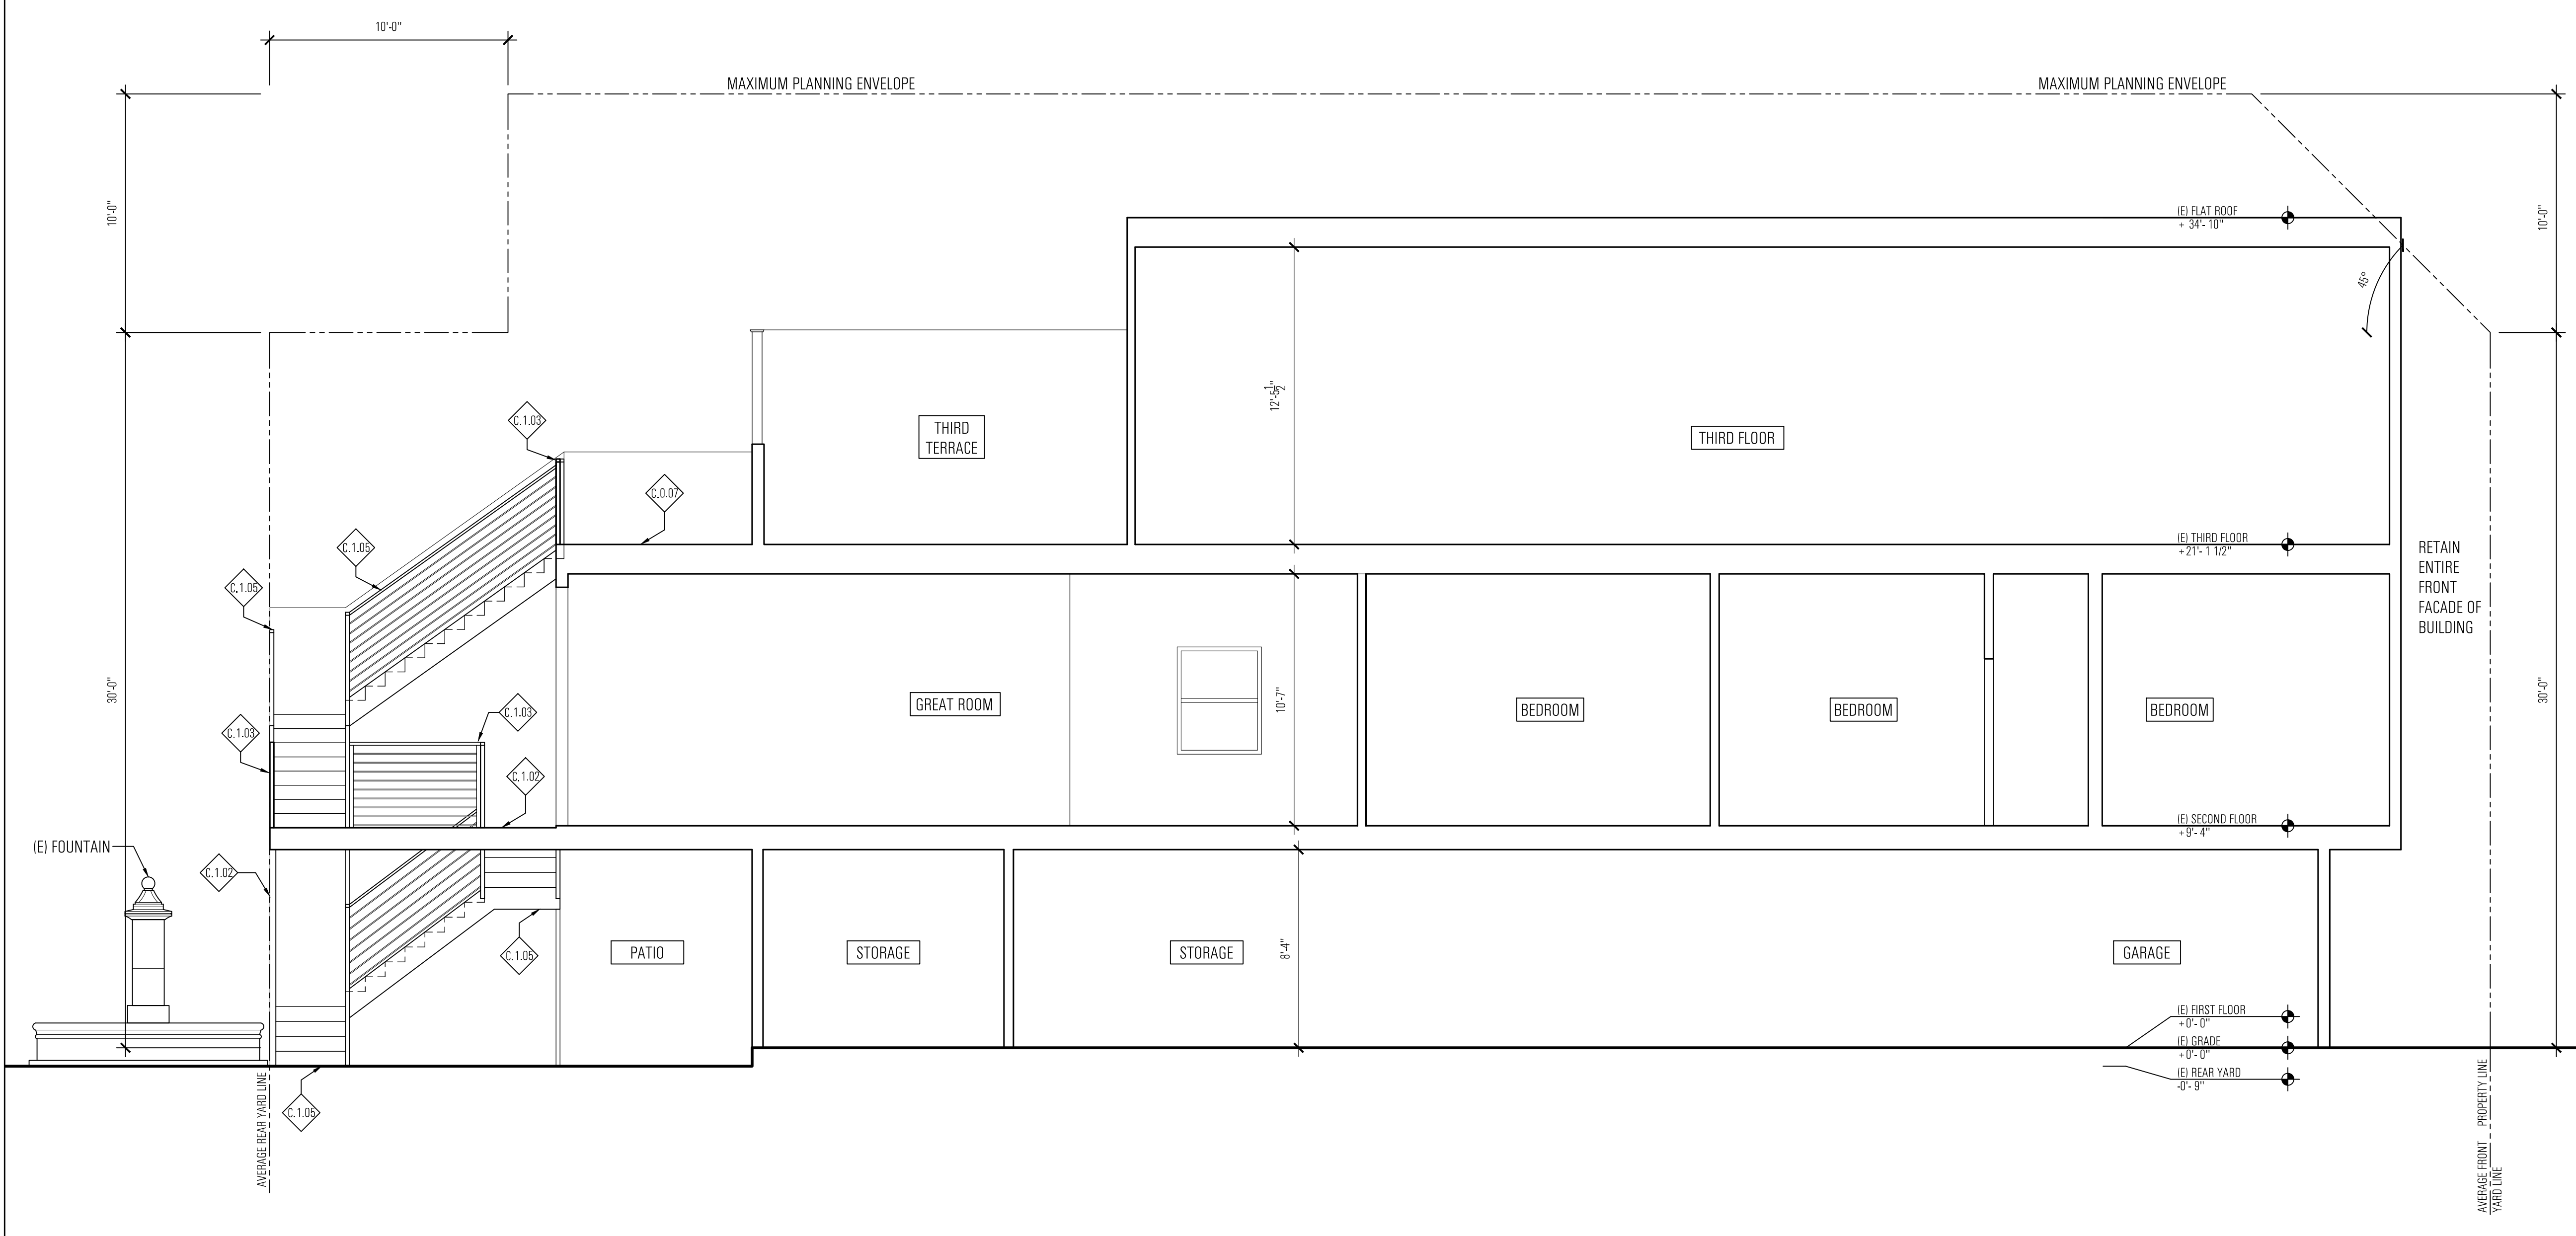 10'-0"
MAXIMUM PLANNING ENVELOPE
MAXIMUM PLANNING ENVELOPE
10'-0"
10'-0"
(E) FLAT ROOF
+ 34'- 10"
45°
12'-5 1/2"
C.1.03
THIRD
TERRACE
THIRD FLOOR
C.0.07
C.1.05
(E) THIRD FLOOR
+21'- 1 1/2"
RETAIN
ENTIRE
FRONT
FACADE OF
BUILDING
C.1.05
30'-0"
30'-0"
GREAT ROOM
10'-7"
BEDROOM
BEDROOM
BEDROOM
C.1.03
C.1.03
C.1.02
(E) SECOND FLOOR
+9'- 4"
(E) FOUNTAIN
C.1.02
C.1.05
PATIO
STORAGE
STORAGE
8'-4"
GARAGE
(E) FIRST FLOOR
+0'- 0"
(E) GRADE
+0'- 0"
(E) REAR YARD
-0'- 9"
C.1.05
AVERAGE REAR YARD LINE
PROPERTY LINE
AVERAGE FRONT
YARD LINE